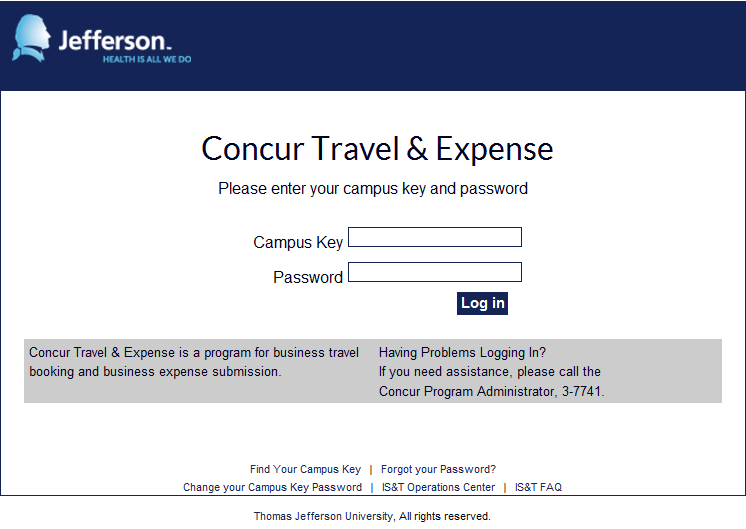 Jefferson™
HEALTH IS ALL WE DO
Concur Travel & Expense
Please enter your campus key and password
Campus Key
Password
Log in
Concur Travel & Expense is a program for business travel
booking and business expense submission.
Having Problems Logging In?
If you need assistance, please call the
Concur Program Administrator, 3-7741.
Find Your Campus Key | Forgot your Password?
Change your Campus Key Password | IS&T Operations Center | IS&T FAQ
Thomas Jefferson University, All rights reserved.